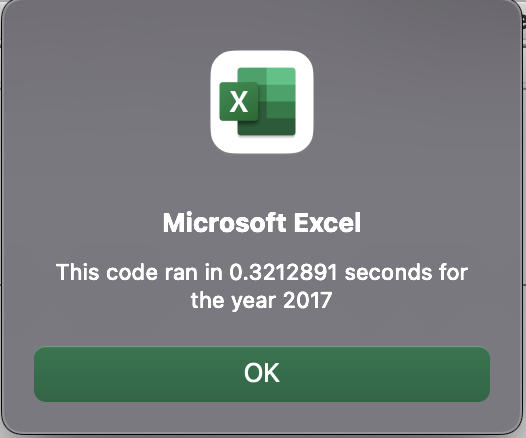 X
Microsoft Excel
This code ran in 0.3212891 seconds for
the year 2017
OK